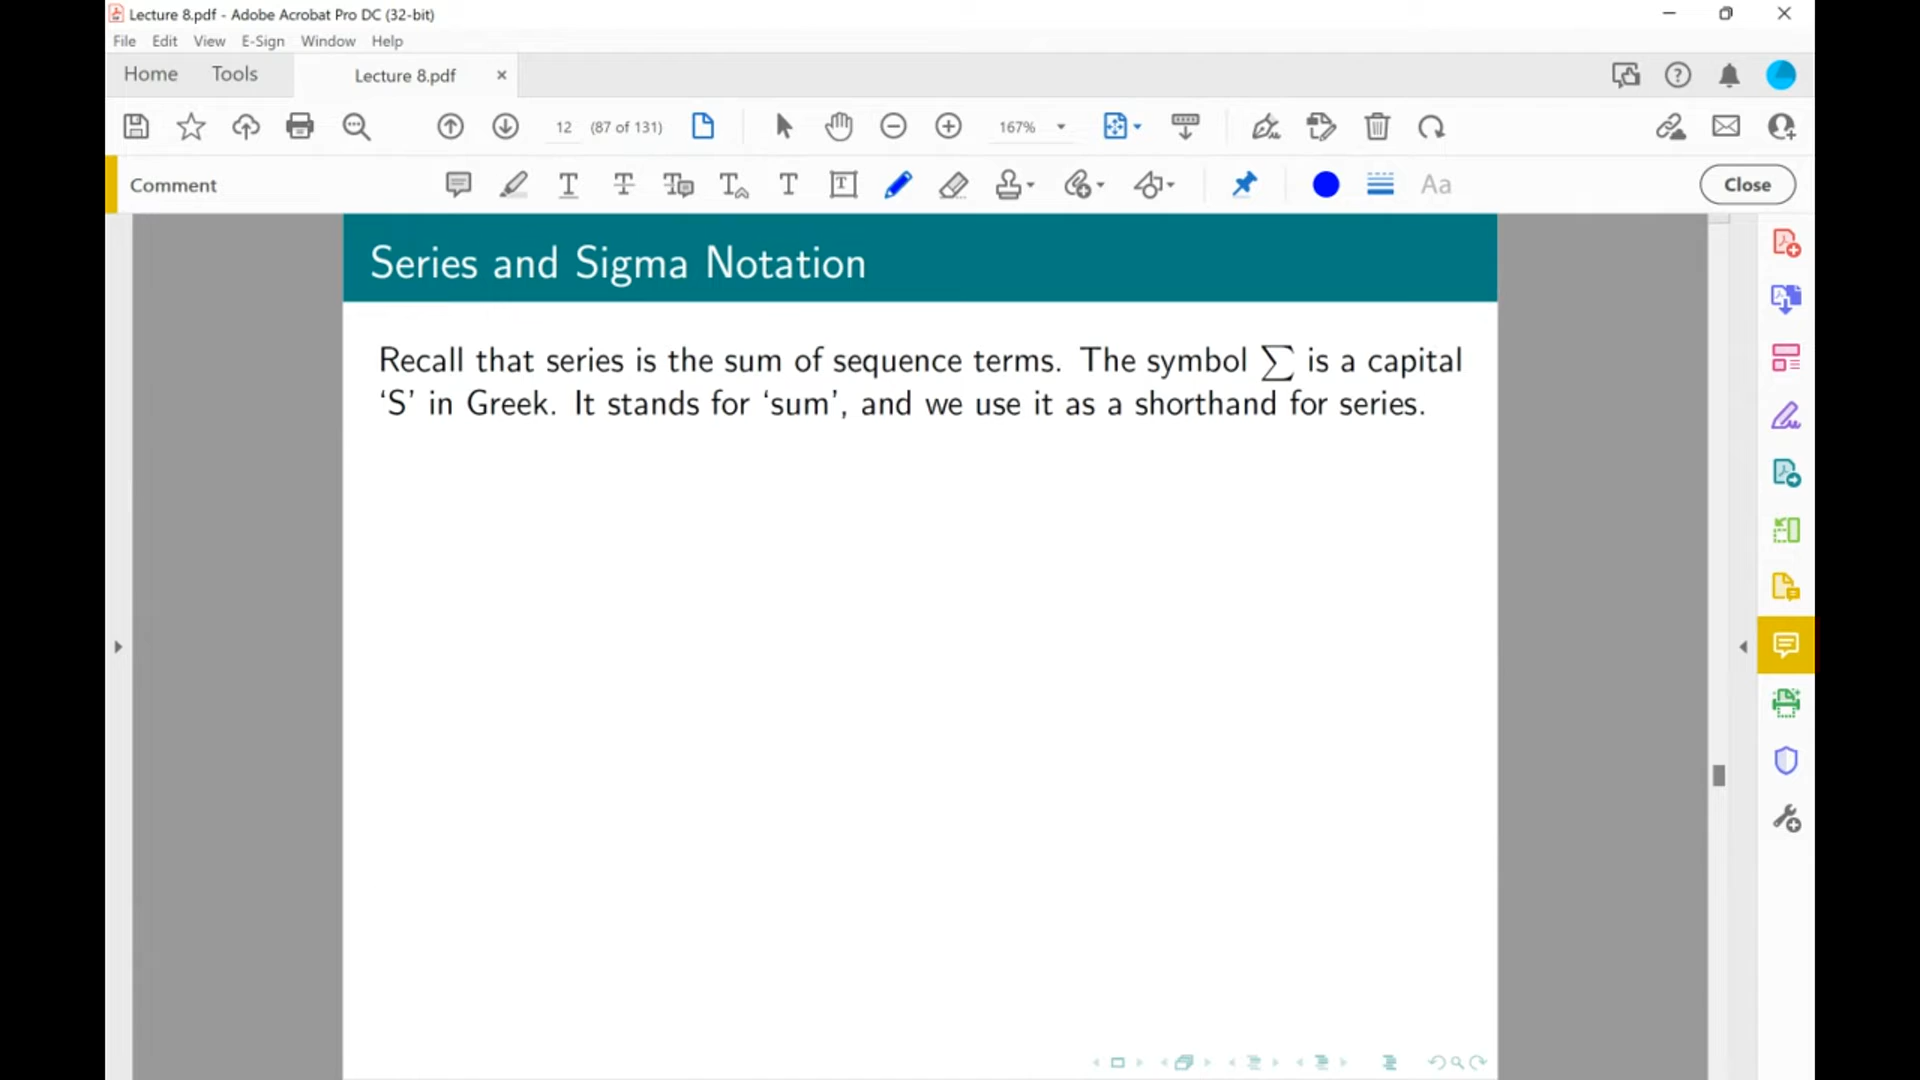 Lecture 8.pdf - Adobe Acrobat Pro DC (32-bit)
File Edit View E-Sign Window Help
Home Tools Lecture 8.pdf ×
12 (87 of 131) 167%
Comment Aa Close
Series and Sigma Notation
Recall that series is the sum of sequence terms. The symbol ∑ is a capital
‘S’ in Greek. It stands for ‘sum’, and we use it as a shorthand for series.